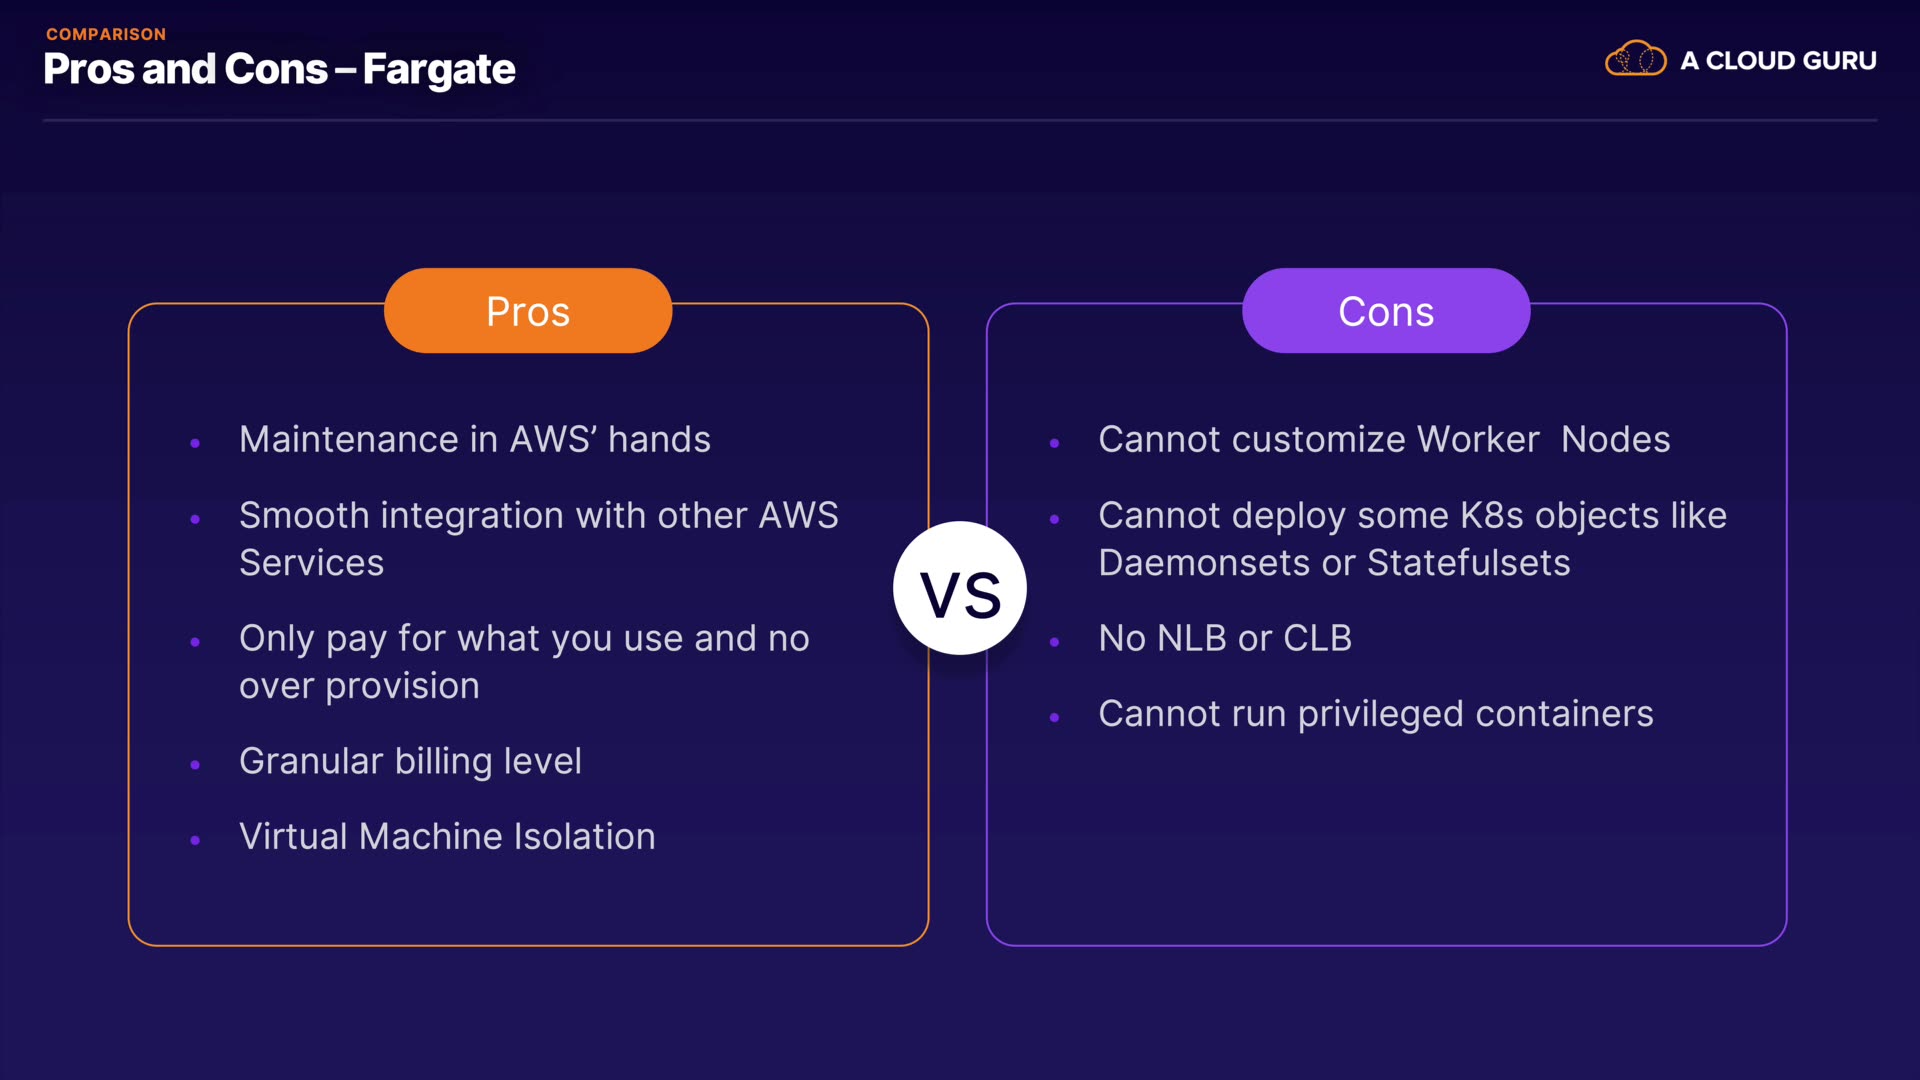 COMPARISON
Pros and Cons – Fargate
A CLOUD GURU
Pros
• Maintenance in AWS’ hands
• Smooth integration with other AWS
Services
• Only pay for what you use and no
over provision
• Granular billing level
• Virtual Machine Isolation
VS
Cons
• Cannot customize Worker  Nodes
• Cannot deploy some K8s objects like
Daemonsets or Statefulsets
• No NLB or CLB
• Cannot run privileged containers